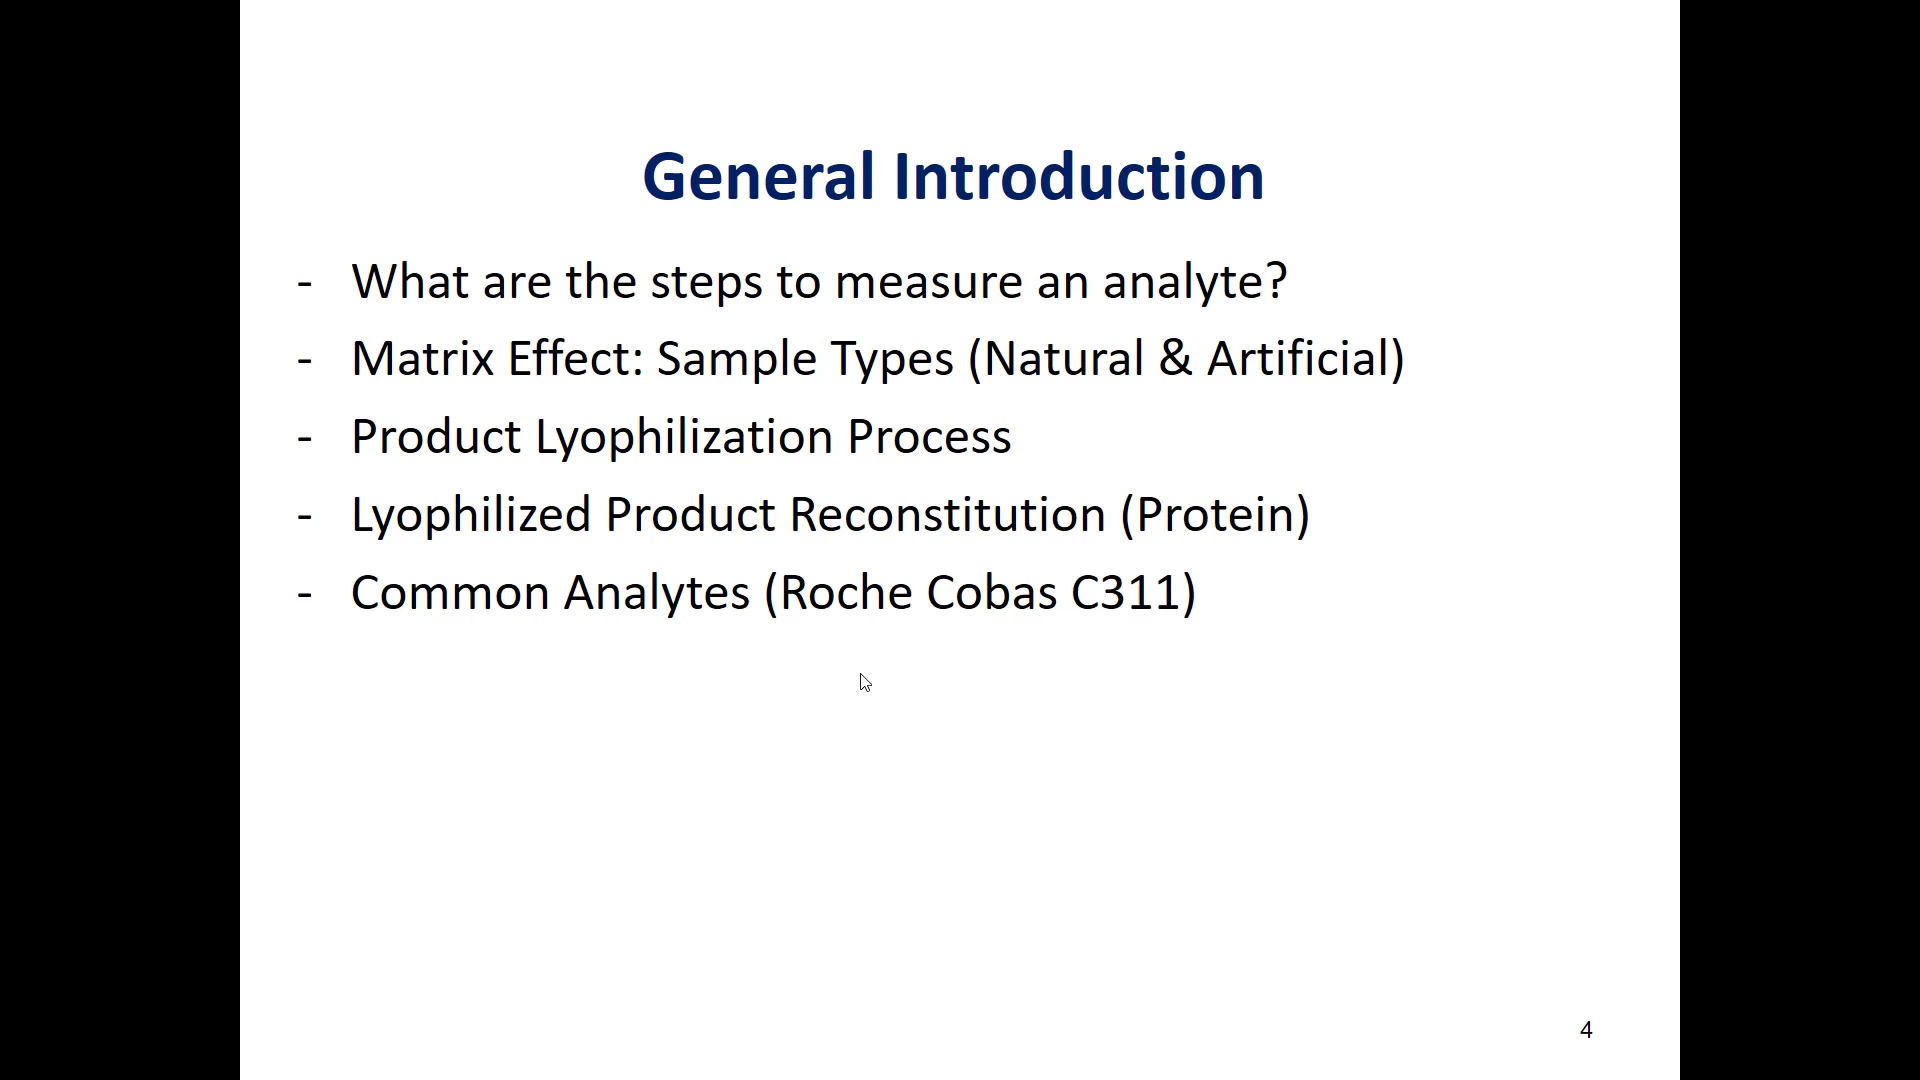 General Introduction
- What are the steps to measure an analyte?
- Matrix Effect: Sample Types (Natural & Artificial)
- Product Lyophilization Process
- Lyophilized Product Reconstitution (Protein)
- Common Analytes (Roche Cobas C311)
4